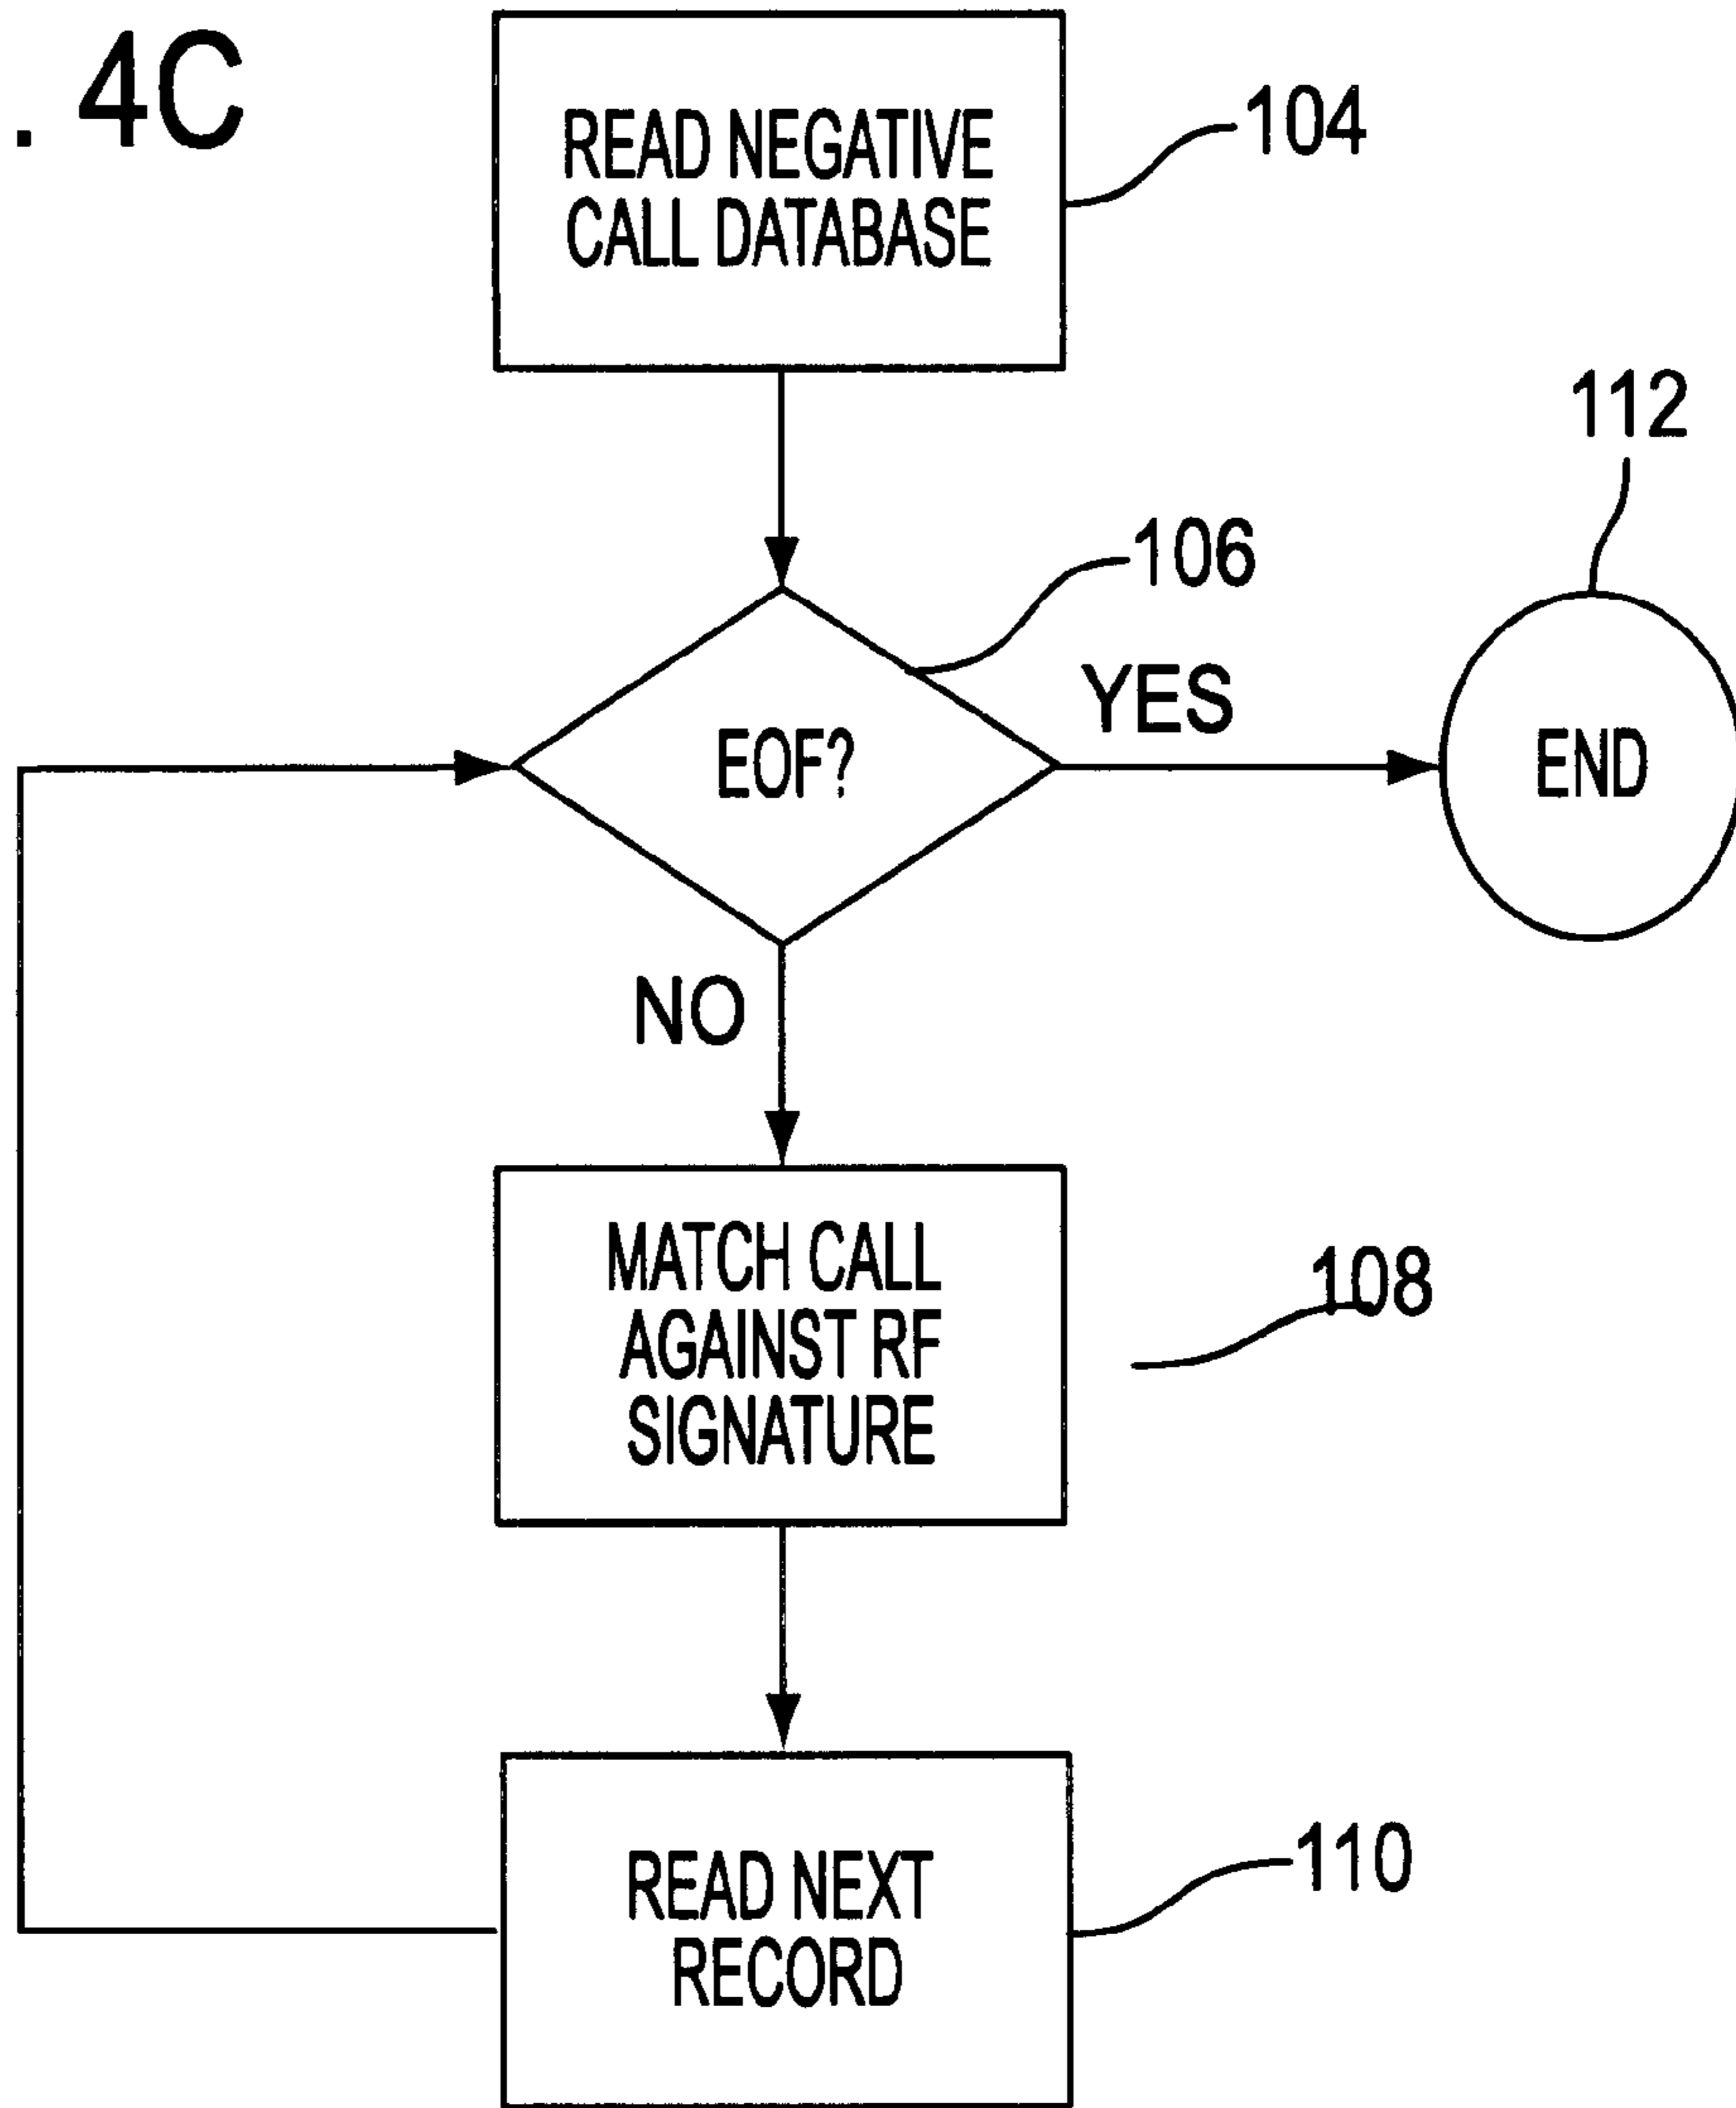 . 4C
READ NEGATIVE
CALL DATABASE
104
112
106
YES
EOF?
END
NO
MATCH CALL
AGAINST RF
SIGNATURE
108
READ NEXT
RECORD
110